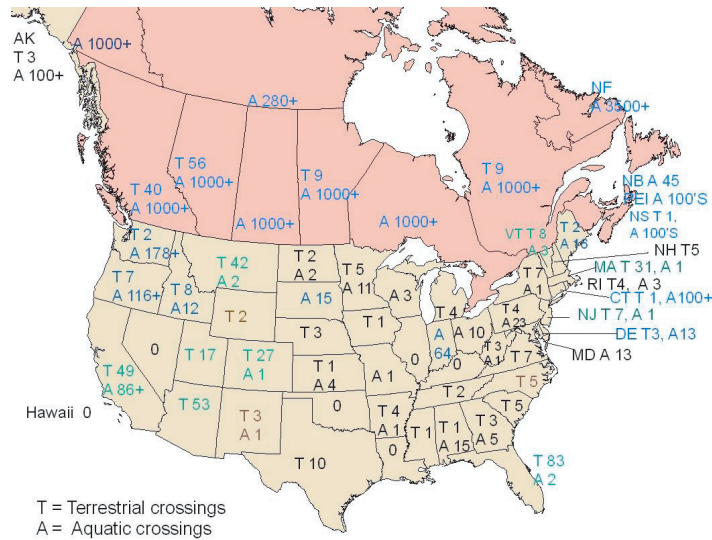 AK
T 3
A 100+
A 1000+
A 280+
NF
A 3500+
T 40
A 1000+
T 56
A 1000+
A 1000+
T 9
A 1000+
A 1000+
T 9
A 1000+
NB A 45
PEI A 100'S
NS T 1,
A 100'S
VT T 8
A 3
T 2
A 16
NH T5
MA T 31, A 1
RI T4, A 3
CT T 1, A100+
NJ T 7, A 1
DE T3, A13
MD A 13
T 2
A 178+
T 7
A 116+
T 8
A12
T 42
A 2
T 2
T 2
A 2
A 15
T 3
T 5
A 11
A 3
T 1
T 4
T 7
A 1
T 4
A23
T 49
A 86+
0
T 17
T 27
A 1
T 1
A 4
A 1
0
A
64
A 10
0
T 3
A 1
T 7
T 53
T 3
A 1
0
T 4
A 1
T 2
T 5
T 5
Hawaii 0
T 10
0
T 1
T 1
A 15
T 3
A 5
T 83
A 2
T = Terrestrial crossings
A = Aquatic crossings